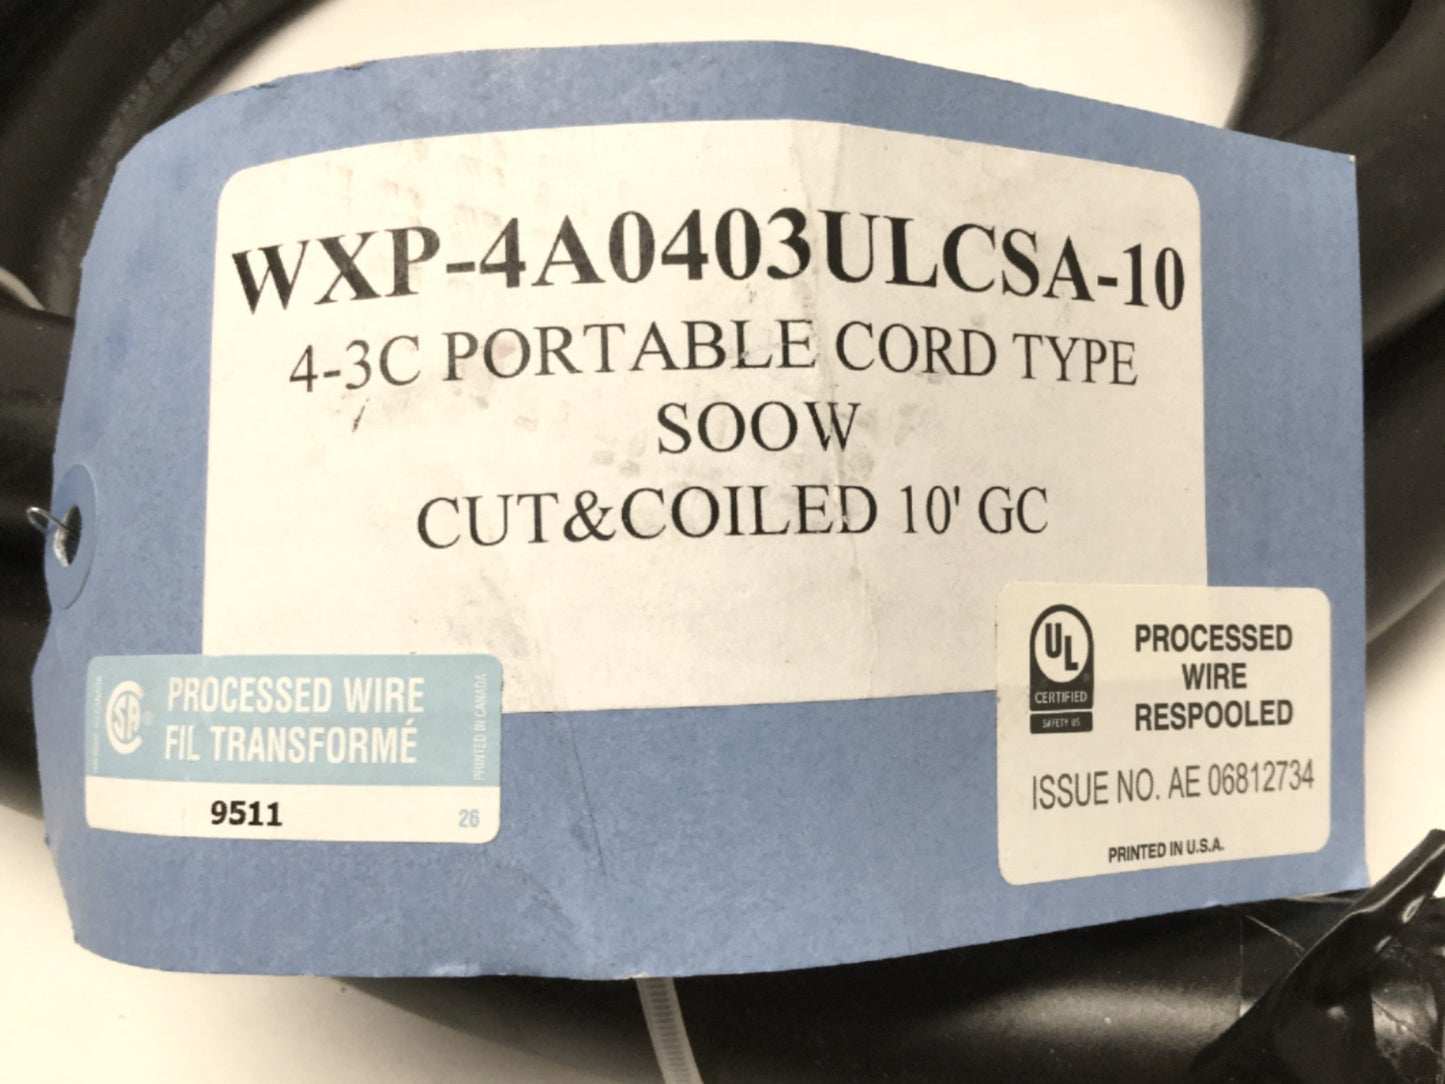 WXP-4A0403ULCSA-10
4-3C PORTABLE CORD TYPE
SOOW
CUT&COILED 10' GC
CSA ®
PROCESSED WIRE
FIL TRANSFORMÉ
PRINTED IN CANADA
9511
26
UL
CERTIFIED
SAFETY US
PROCESSED
WIRE
RESPOOLED
ISSUE NO. AE 06812734
PRINTED IN U.S.A.